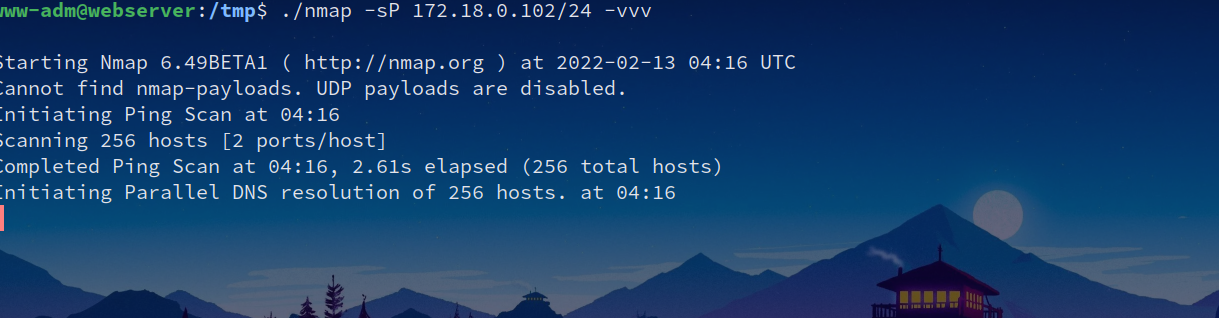 www-adm@webserver:/tmp$ ./nmap -sP 172.18.0.102/24 -vvv
Starting Nmap 6.49BETA1 ( http://nmap.org ) at 2022-02-13 04:16 UTC
Cannot find nmap-payloads. UDP payloads are disabled.
Initiating Ping Scan at 04:16
Scanning 256 hosts [2 ports/host]
Completed Ping Scan at 04:16, 2.61s elapsed (256 total hosts)
Initiating Parallel DNS resolution of 256 hosts. at 04:16